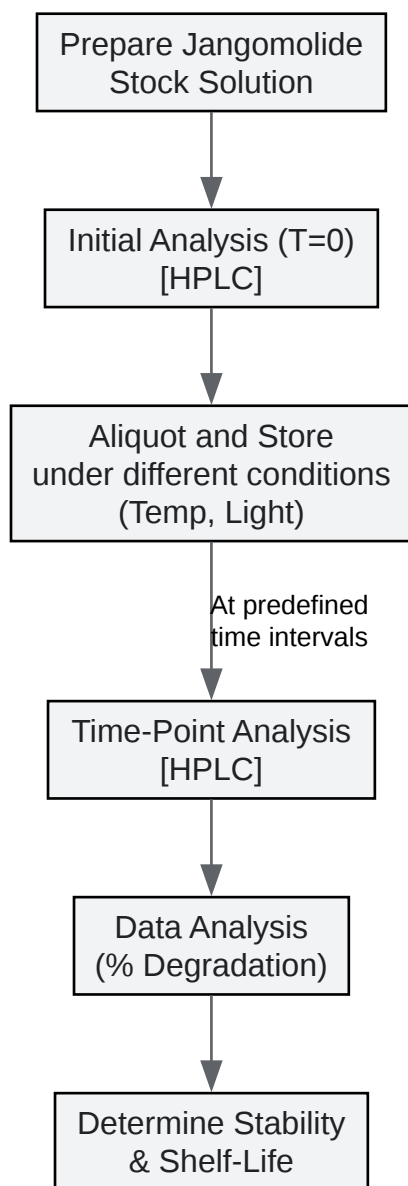 Prepare Jangomolide
Stock Solution
Initial Analysis (T=0)
[HPLC]
Aliquot and Store
under different conditions
(Temp, Light)
At predefined
time intervals
Time-Point Analysis
[HPLC]
Data Analysis
(% Degradation)
Determine Stability
& Shelf-Life